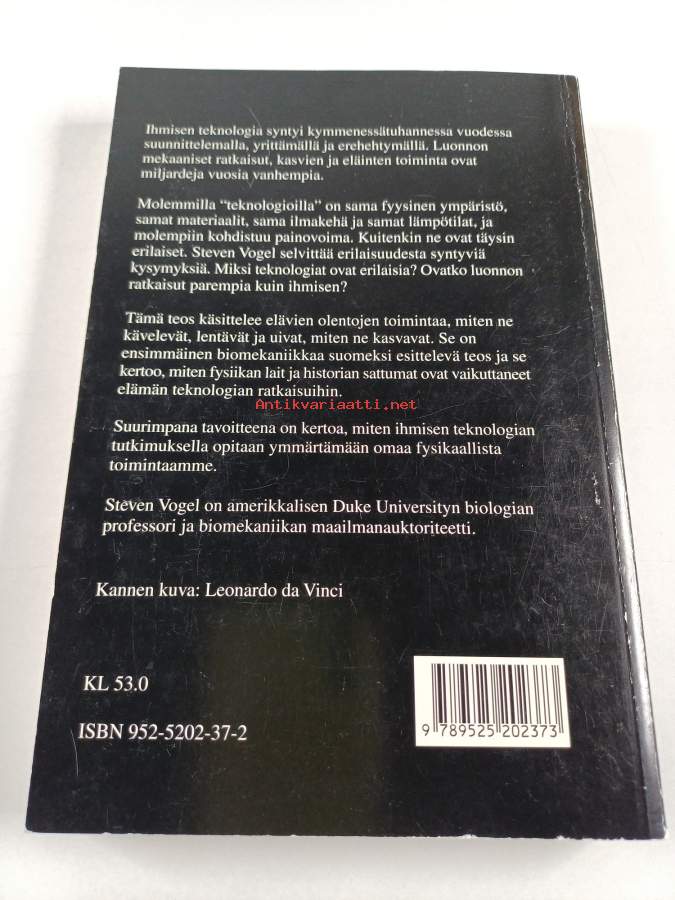 Ihmisen teknologia syntyi kymmenessätuhannessa vuodessa
suunnittelemalla, yrittämällä ja erehehtymällä. Luonnon
mekaaniset ratkaisut, kasvien ja eläinten toiminta ovat
miljardeja vuosia vanhempia.
Molemmilla “teknologioilla” on sama fyysinen ympäristö,
samat materiaalit, sama ilmakehä ja samat lämpötilat, ja
molempiin kohdistuu painovoima. Kuitenkin ne ovat täysin
erilaiset. Steven Vogel selvittää erilaisuudesta syntyviä
kysymyksiä. Miksi teknologiat ovat erilaisia? Ovatko luonnon
ratkaisut parempia kuin ihmisen?
Tämä teos käsittelee elävien olentojen toimintaa, miten ne
kävelevät, lentävät ja uivat, miten ne kasvavat. Se on
ensimmäinen biomekaniikkaa suomeksi esittelevä teos ja se
kertoo, miten fysiikan lait ja historian sattumat ovat vaikuttaneet
elämän teknologian ratkaisuihin.
Antikvariaatti.net
Suurimpana tavoitteena on kertoa, miten ihmisen teknologian
tutkimuksella opitaan ymmärtämään omaa fysikaallista
toimintaamme.
Steven Vogel on amerikkalisen Duke Universityn biologian
professori ja biomekaniikan maailmanauktoriteetti.
Kannen kuva: Leonardo da Vinci
KL 53.0
ISBN 952-5202-37-2
9 789525 202373